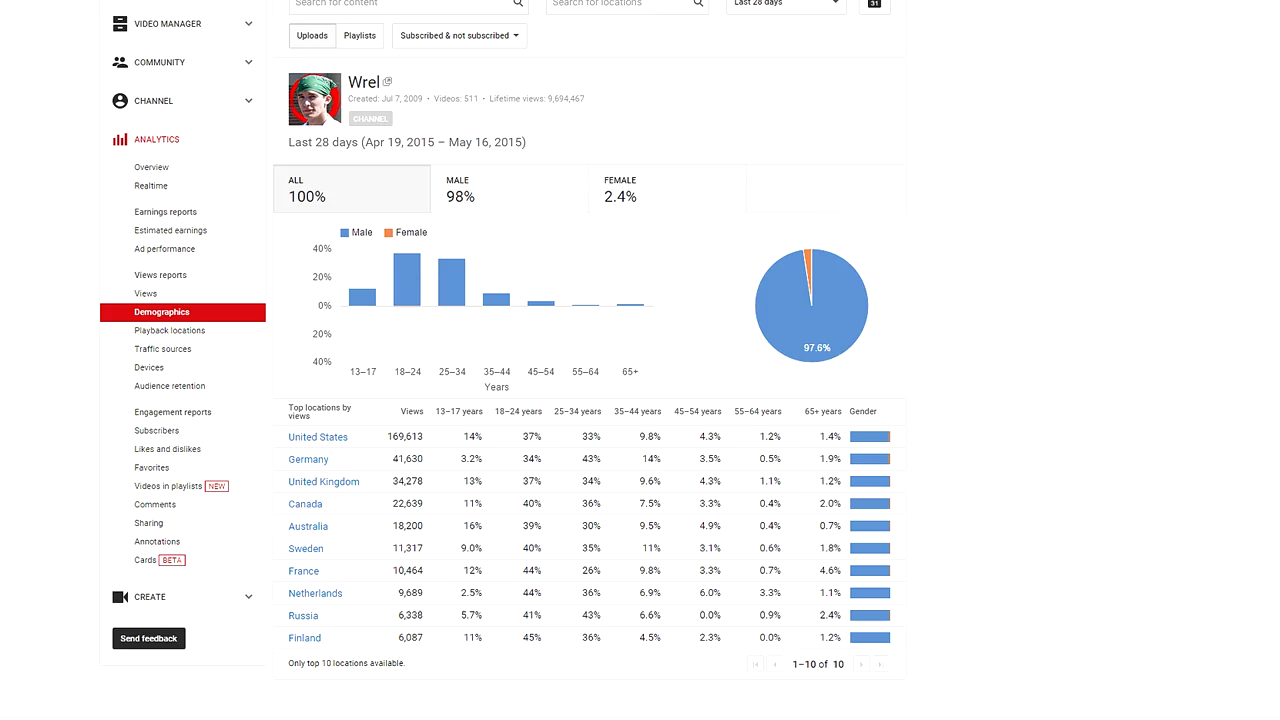 Search for content
Search for locations
Last 28 days
31
VIDEO MANAGER
Uploads
Playlists
Subscribed & not subscribed
COMMUNITY
CHANNEL
ANALYTICS
Overview
Realtime
Earnings reports
Estimated earnings
Ad performance
Views reports
Views
Demographics
Playback locations
Traffic sources
Devices
Audience retention
Engagement reports
Subscribers
Likes and dislikes
Favorites
Videos in playlists NEW
Comments
Sharing
Annotations
Cards BETA
CREATE
Send feedback
Wrel
Created: Jul 7, 2009 • Videos: 511 • Lifetime views: 9,694,467
CHANNEL
Last 28 days (Apr 19, 2015 – May 16, 2015)
ALL
100%
MALE
98%
FEMALE
2.4%
Male Female
40%
20%
0%
20%
40%
13–17 18–24 25–34 35–44 45–54 55–64 65+
Years
97.6%
Top locations by views Views 13–17 years 18–24 years 25–34 years 35–44 years 45–54 years 55–64 years 65+ years Gender
United States 169,613 14% 37% 33% 9.8% 4.3% 1.2% 1.4%
Germany 41,630 3.2% 34% 43% 14% 3.5% 0.5% 1.9%
United Kingdom 34,278 13% 37% 34% 9.6% 4.3% 1.1% 1.2%
Canada 22,639 11% 40% 36% 7.5% 3.3% 0.4% 2.0%
Australia 18,200 16% 39% 30% 9.5% 4.9% 0.4% 0.7%
Sweden 11,317 9.0% 40% 35% 11% 3.1% 0.6% 1.8%
France 10,464 12% 44% 26% 9.8% 3.3% 0.7% 4.6%
Netherlands 9,689 2.5% 44% 36% 6.9% 6.0% 3.3% 1.1%
Russia 6,338 5.7% 41% 43% 6.6% 0.0% 0.9% 2.4%
Finland 6,087 11% 45% 36% 4.5% 2.3% 0.0% 1.2%
Only top 10 locations available.
1–10 of 10